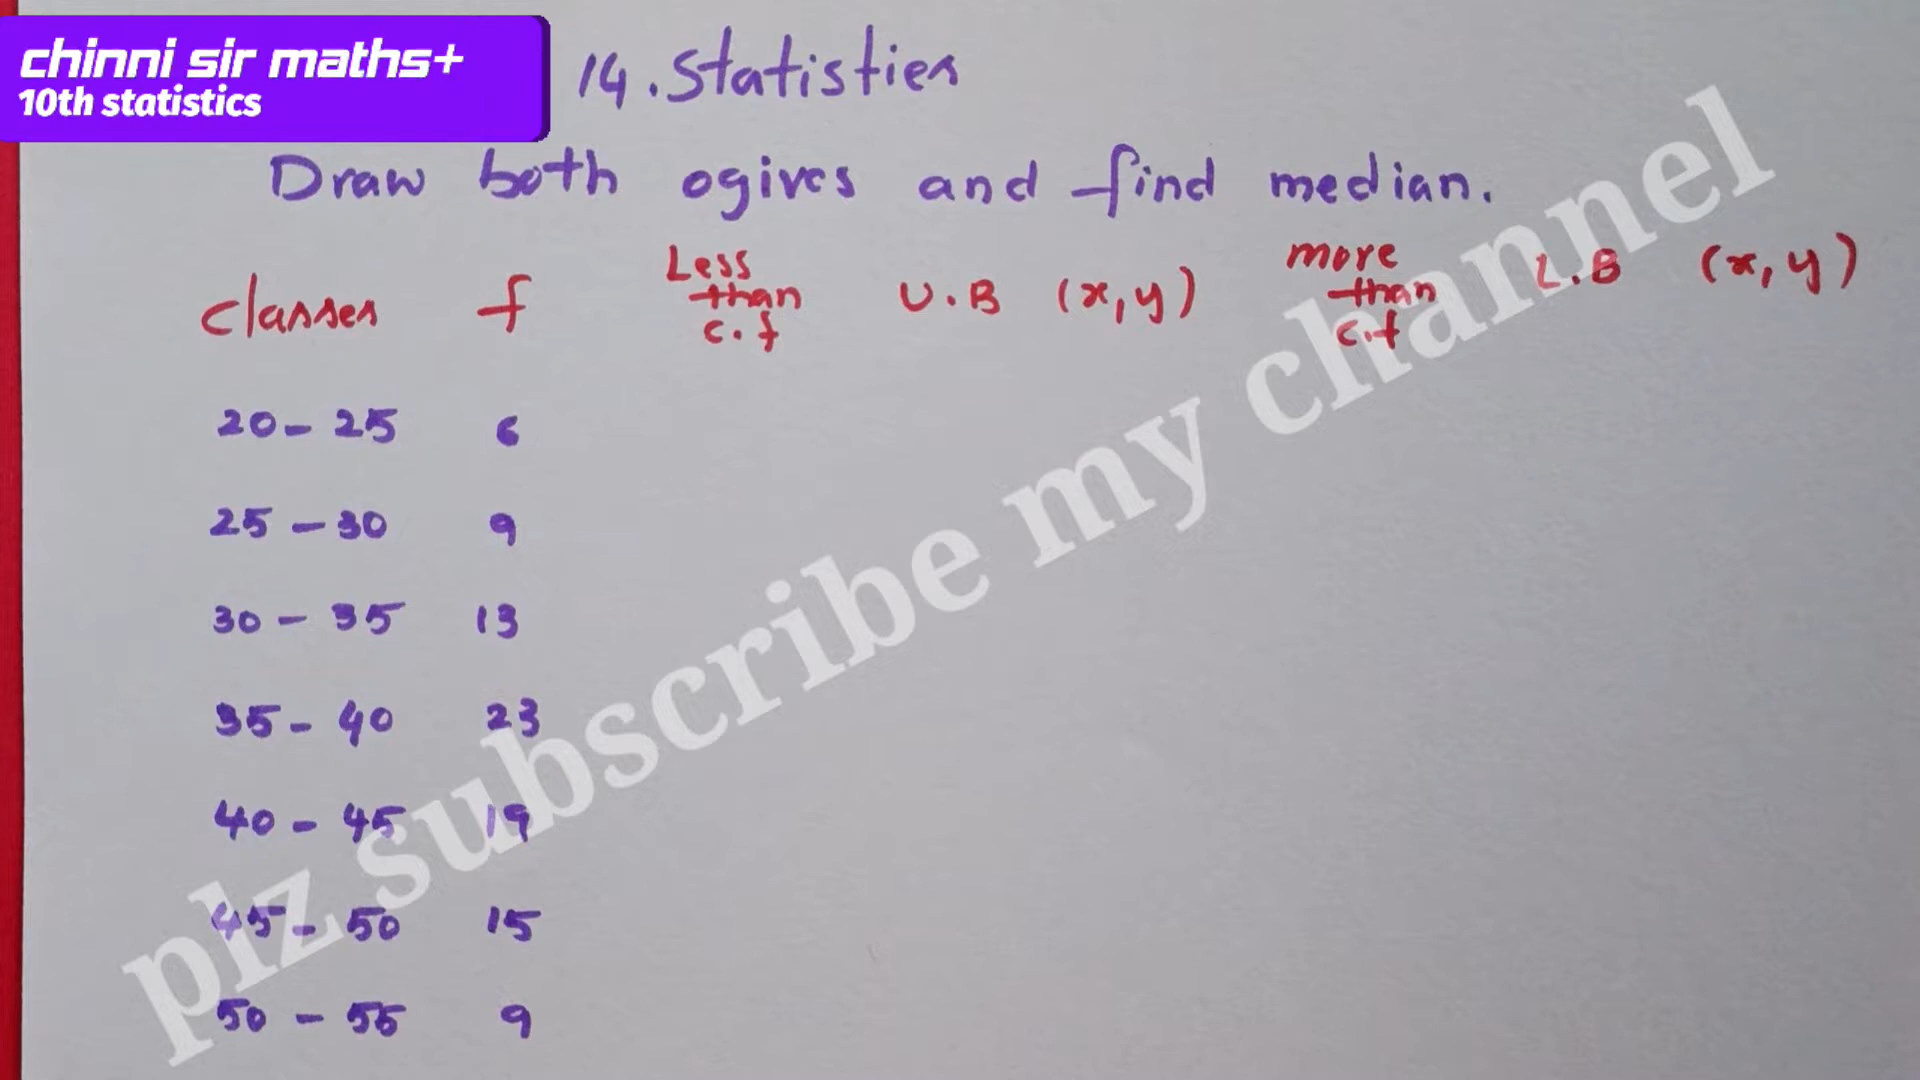 chinni sir maths+
10th statistics
14. Statistics
Draw both ogives and find median.
classes f Less than c.f U.B (x, y) more than c.f L.B (x, y)
20 - 25 6
25 - 30 9
30 - 35 13
35 - 40 23
40 - 45 19
45 - 50 15
50 - 55 9
plz subscribe my channel